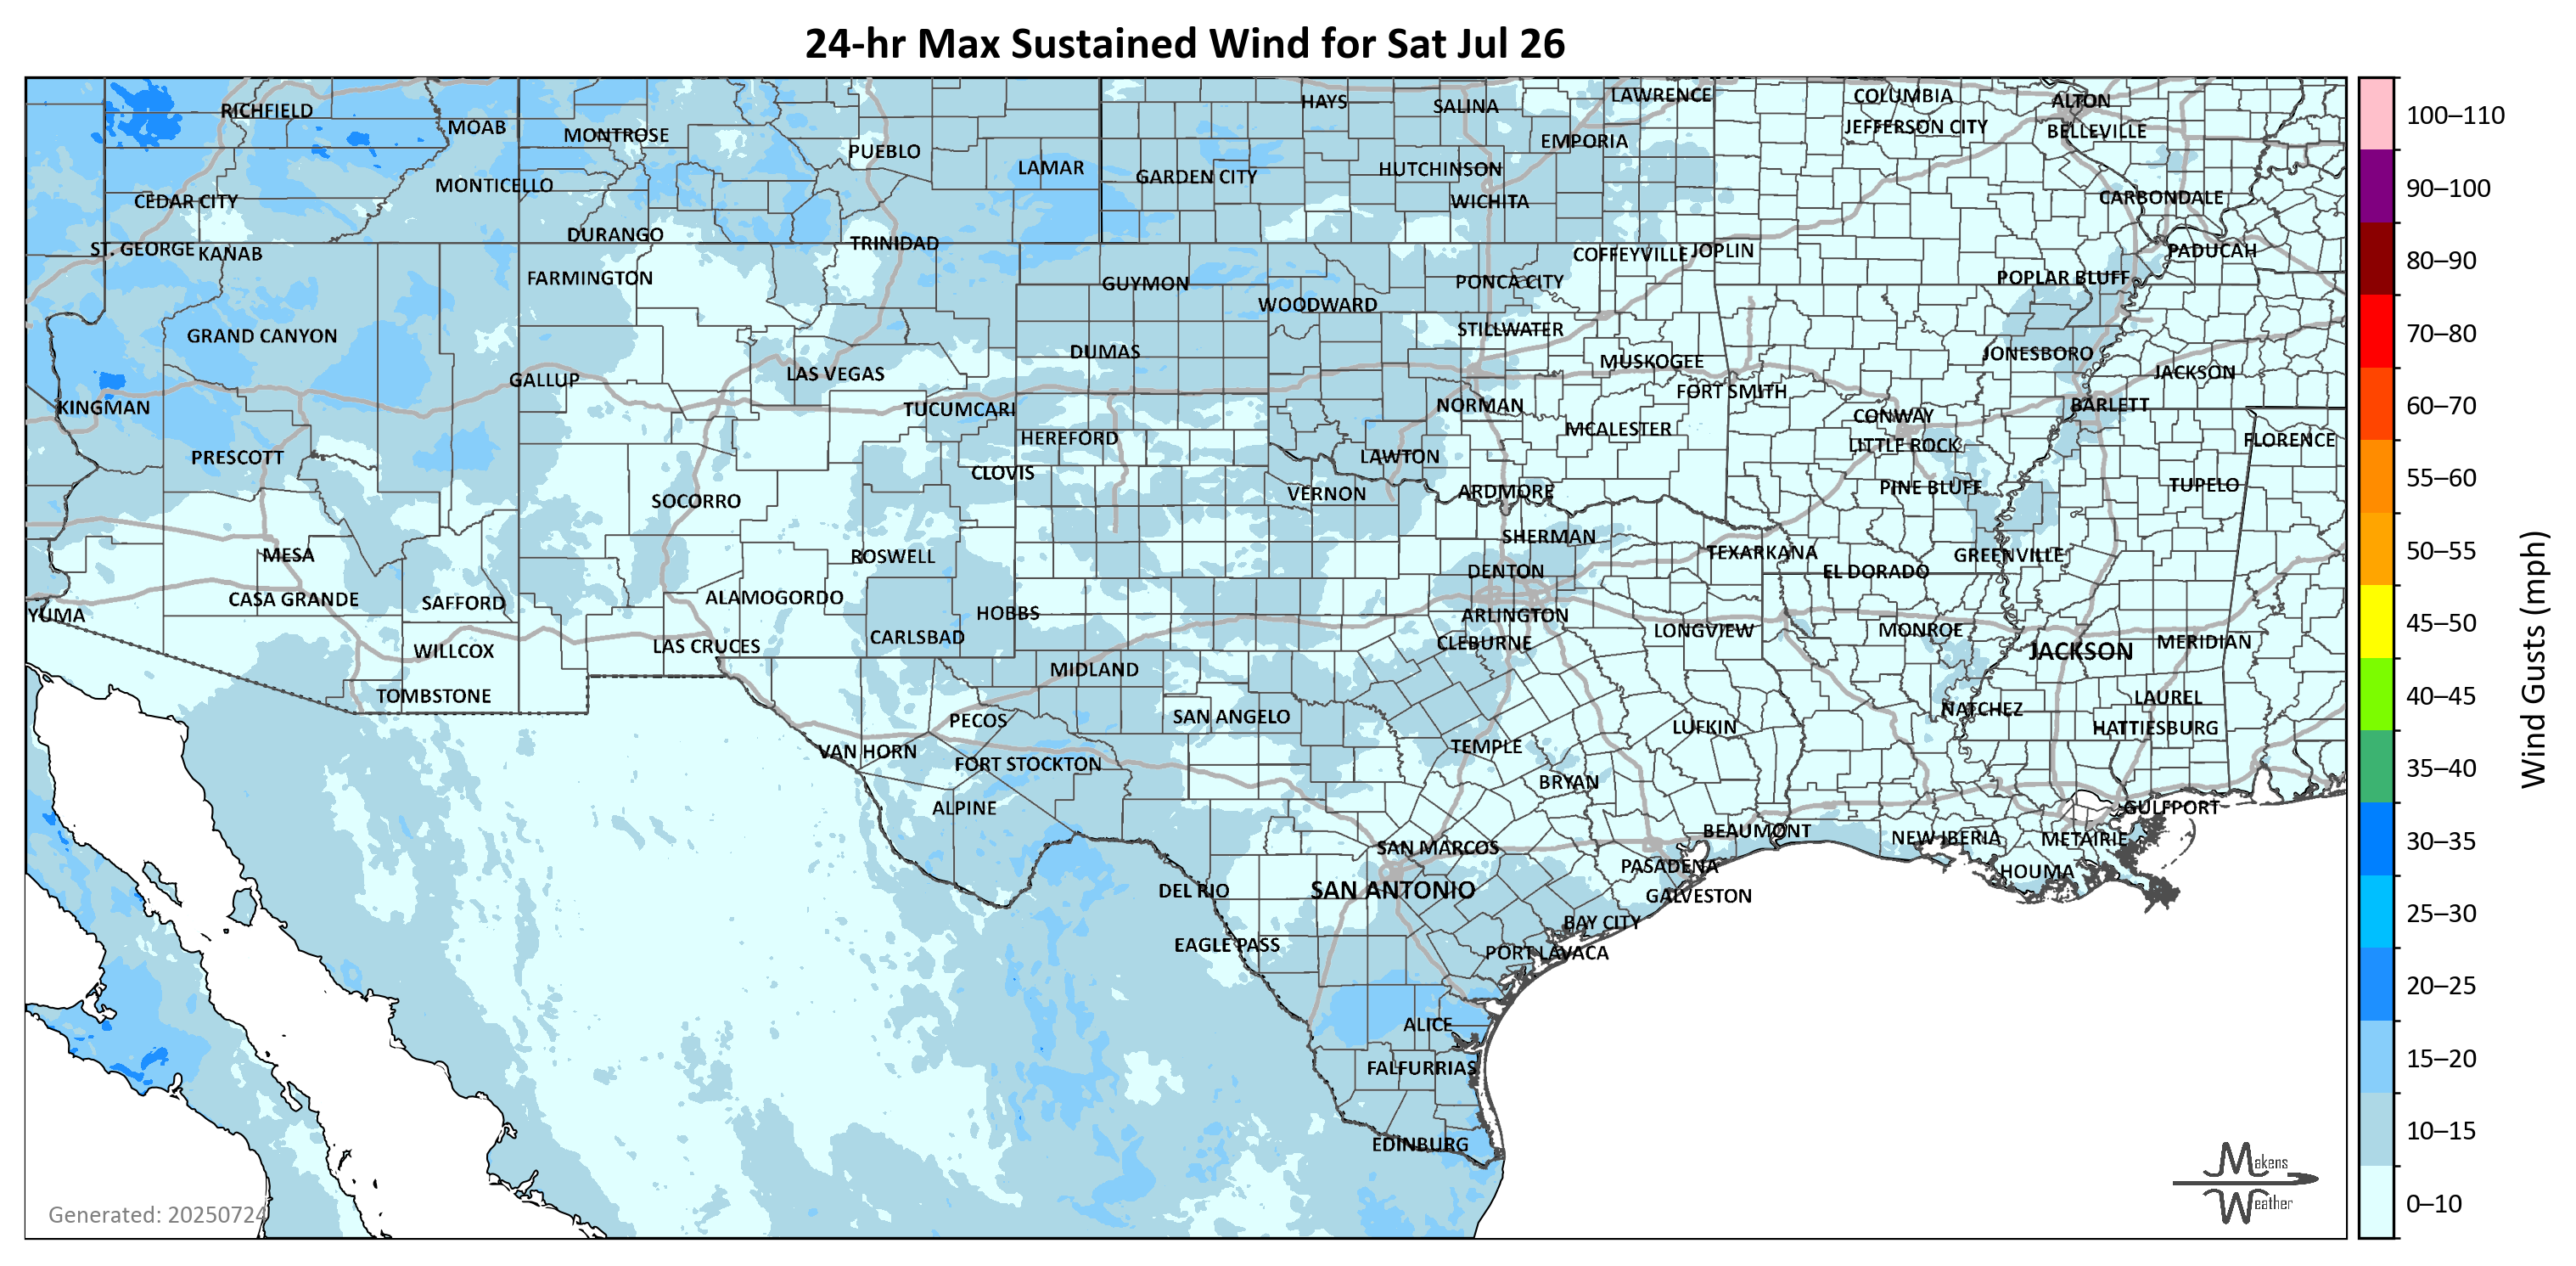 24-hr Max Sustained Wind for Sat Jul 26
RICHFIELD
MOAB
MONTROSE
PUEBLO
LAMAR
HAYS
SALINA
LAWRENCE
EMPORIA
COLUMBIA
JEFFERSON CITY
ALTON
BELLEVILLE
MONTICELLO
CEDAR CITY
GARDEN CITY
HUTCHINSON
WICHITA
CARBONDALE
ST. GEORGE
KANAB
DURANGO
TRINIDAD
COFFEYVILLE
JOPLIN
PADUCAH
FARMINGTON
GUYMON
WOODWARD
PONCA CITY
POPLAR BLUFF
GRAND CANYON
DUMAS
STILLWATER
MUSKOGEE
JONESBORO
JACKSON
GALLUP
LAS VEGAS
FORT SMITH
KINGMAN
TUCUMCARI
NORMAN
CONWAY
BARLETT
HEREFORD
MCALESTER
LITTLE ROCK
FLORENCE
PRESCOTT
CLOVIS
LAWTON
SOCORRO
VERNON
ARDMORE
PINE BLUFF
TUPELO
MESA
ROSWELL
SHERMAN
TEXARKANA
GREENVILLE
CASA GRANDE
SAFFORD
ALAMOGORDO
DENTON
EL DORADO
YUMA
HOBBS
ARLINGTON
WILLCOX
LAS CRUCES
CARLSBAD
CLEBURNE
LONGVIEW
MONROE
JACKSON
MERIDIAN
TOMBSTONE
MIDLAND
LAUREL
PECOS
SAN ANGELO
NATCHEZ
LUFKIN
HATTIESBURG
VAN HORN
FORT STOCKTON
TEMPLE
BRYAN
ALPINE
GULFPORT
BEAUMONT
NEW IBERIA
METAIRIE
SAN MARCOS
PASADENA
HOUMA
DEL RIO
SAN ANTONIO
GALVESTON
BAY CITY
EAGLE PASS
PORT LAVACA
ALICE
FALFURRIAS
EDINBURG
Generated: 20250724
Makens
Weather
100–110
90–100
80–90
70–80
60–70
55–60
50–55
45–50
40–45
35–40
30–35
25–30
20–25
15–20
10–15
0–10
Wind Gusts (mph)